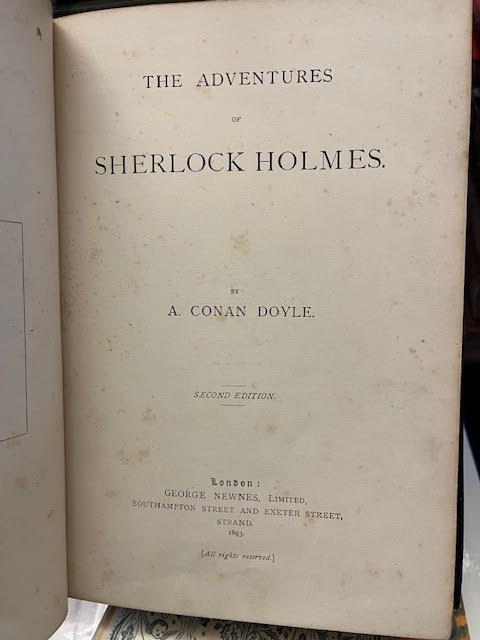 THE ADVENTURES
OF
SHERLOCK HOLMES.
BY
A. CONAN DOYLE.
SECOND EDITION.
London:
GEORGE NEWNES, LIMITED,
SOUTHAMPTON STREET AND EXETER STREET,
STRAND.
1893.
[All rights reserved.]